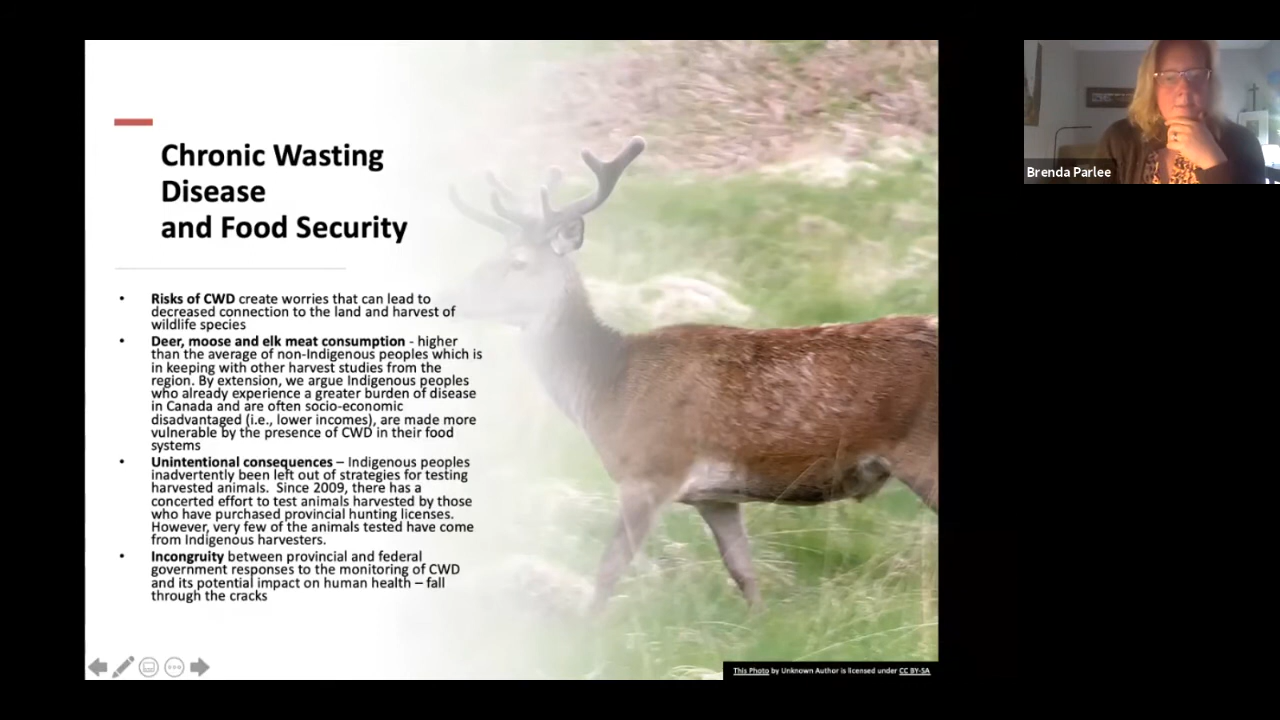 Chronic Wasting
Disease
and Food Security
• Risks of CWD create worries that can lead to
decreased connection to the land and harvest of
wildlife species
• Deer, moose and elk meat consumption - higher
than the average of non-Indigenous peoples which is
in keeping with other harvest studies from the
region. By extension, we argue Indigenous peoples
who already experience a greater burden of disease
in Canada and are often socio-economic
disadvantaged (i.e., lower incomes), are made more
vulnerable by the presence of CWD in their food
systems
• Unintentional consequences – Indigenous peoples
inadvertently been left out of strategies for testing
harvested animals. Since 2009, there has a
concerted effort to test animals harvested by those
who have purchased provincial hunting licenses.
However, very few of the animals tested have come
from Indigenous harvesters.
• Incongruity between provincial and federal
government responses to the monitoring of CWD
and its potential impact on human health – fall
through the cracks
This Photo by Unknown Author is licensed under CC BY-SA
Brenda Parlee